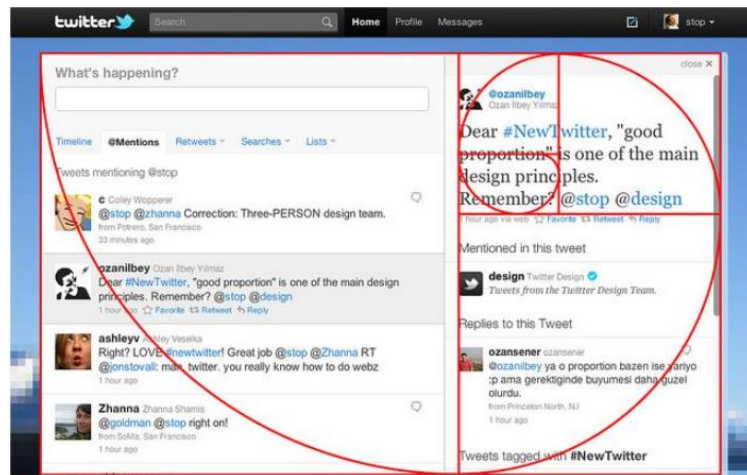 twitter
Search
Home
Profile
Messages
stop
What's happening?
Timeline
@Mentions
Retweets
Searches
Lists
Tweets mentioning @stop
c Coley Wopperer
@stop @zhanna Correction: Three-PERSON design team.
from Potrero, San Francisco
33 minutes ago
ozanilbey Ozan Ilbey Yilmaz
Dear #NewTwitter, "good proportion" is one of the main design
principles. Remember? @stop @design
1 hour ago Favorite Retweet Reply
ashleyv Ashley Veselka
Right? LOVE #newtwitter! Great job @stop @Zhanna RT
@jonstovall: man, twitter. you really know how to do webz
1 hour ago
Zhanna Zhanna Shamis
@goldman @stop right on!
from SoMa, San Francisco
1 hour ago
close ×
@ozanilbey
Ozan Ilbey Yilmaz
Dear #NewTwitter, "good
proportion" is one of the main
design principles.
Remember? @stop @design
1 hour ago via web Favorite Retweet Reply
Mentioned in this tweet
design Twitter Design
Tweets from the Twitter Design Team.
Replies to this Tweet
ozansener ozansener
@ozanilbey ya o proportion bazen ise yariyo
:p ama gerektiginde buyumesi daha guzel
olurdu.
from Princeton North, NJ
1 hour ago
Tweets tagged with #NewTwitter